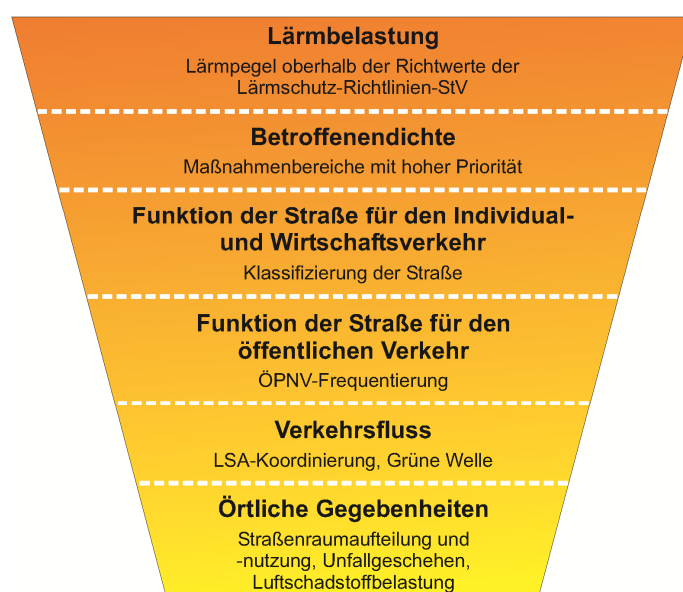 Lärmbelastung
Lärmpegel oberhalb der Richtwerte der
Lärmschutz-Richtlinien-StV
Betroffenendichte
Maßnahmenbereiche mit hoher Priorität
Funktion der Straße für den Individual-
und Wirtschaftsverkehr
Klassifizierung der Straße
Funktion der Straße für den
öffentlichen Verkehr
ÖPNV-Frequentierung
Verkehrsfluss
LSA-Koordinierung, Grüne Welle
Örtliche Gegebenheiten
Straßenraumaufteilung und
-nutzung, Unfallgeschehen,
Luftschadstoffbelastung